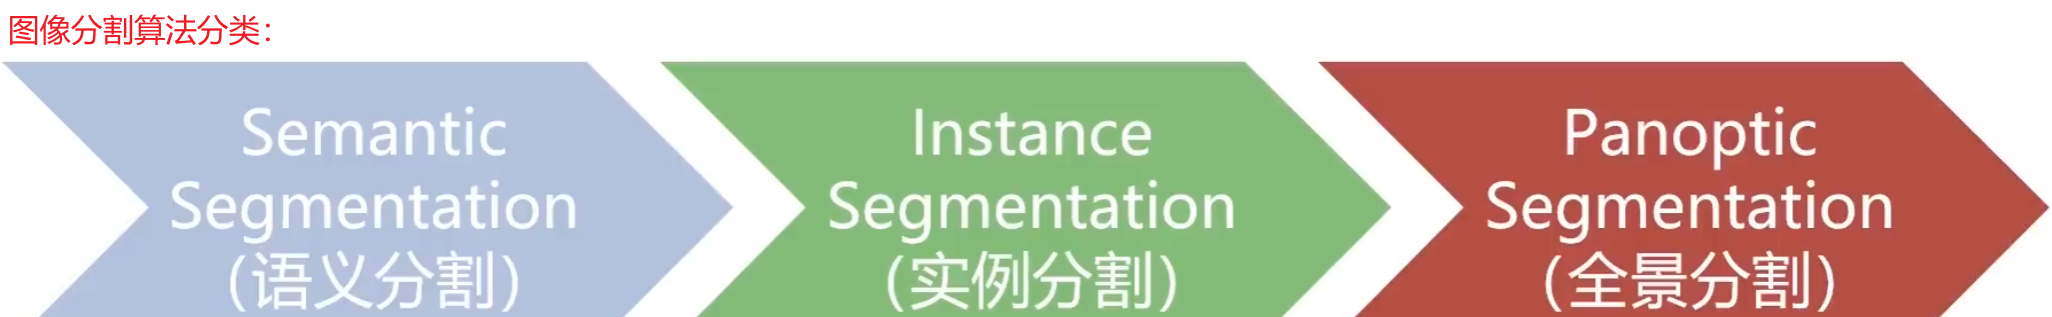 图像分割算法分类:
Semantic
Segmentation
(语义分割)
Instance
Segmentation
(实例分割)
Panoptic
Segmentation
(全景分割)